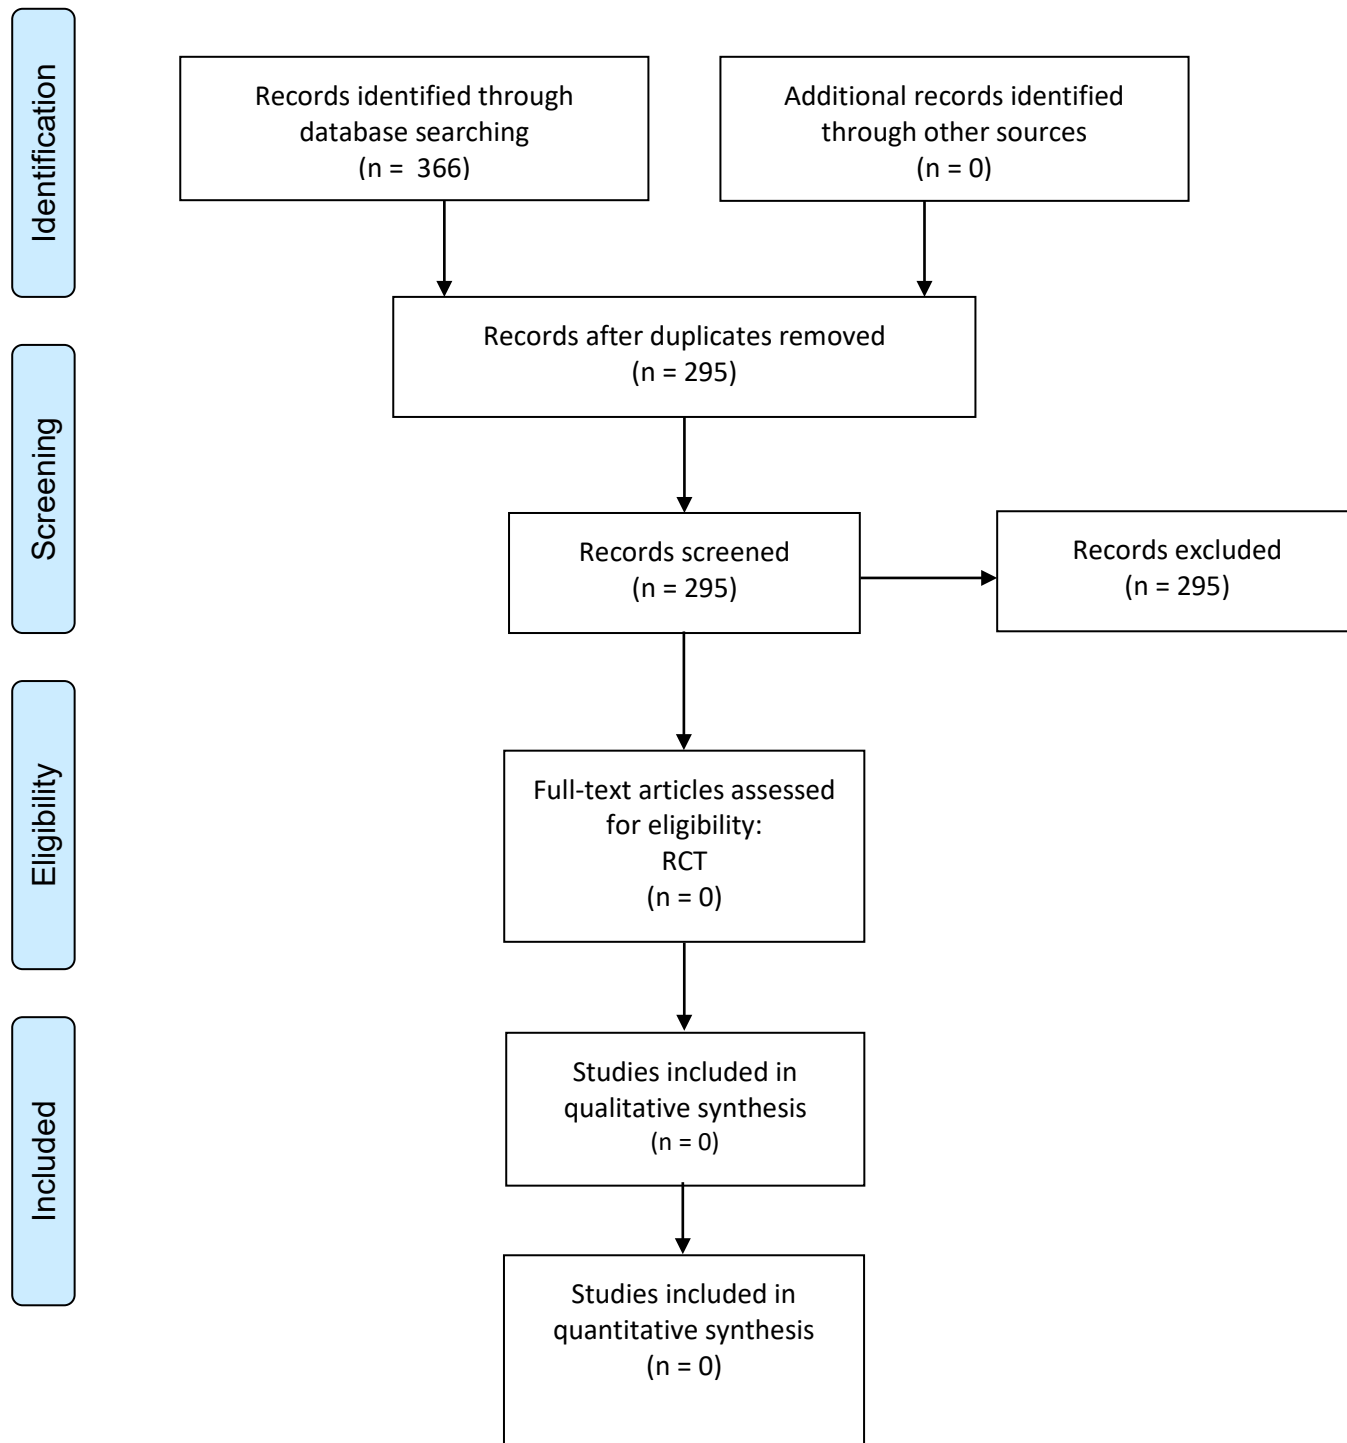 Identification
Records identified through
database searching
(n =  366)
Additional records identified
through other sources
(n = 0)
Records after duplicates removed
(n = 295)
Screening
Records screened
(n = 295)
Records excluded
(n = 295)
Eligibility
Full-text articles assessed
for eligibility:
RCT
(n = 0)
Included
Studies included in
qualitative synthesis
(n = 0)
Studies included in
quantitative synthesis
(n = 0)